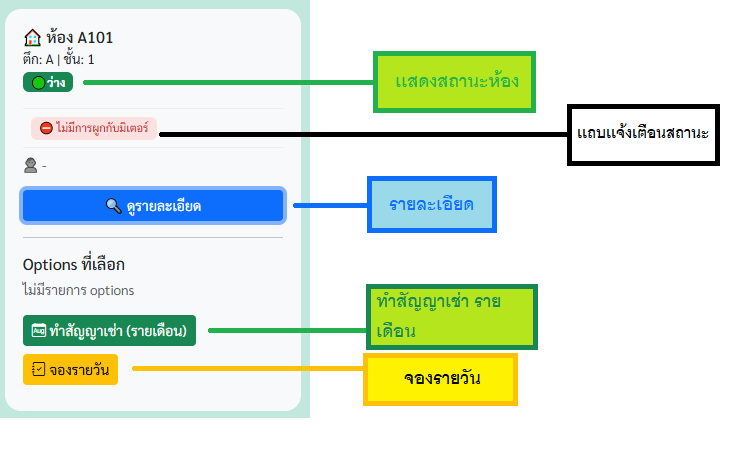 ห้อง A101
ตึก: A | ชั้น: 1
ว่าง
แสดงสถานะห้อง
ไม่มีการผูกกับมิเตอร์
แถบแจ้งเตือนสถานะ
-
ดูรายละเอียด
รายละเอียด
Options ที่เลือก
ไม่มีรายการ options
ทำสัญญาเช่า ราย
เดือน
Aug ทำสัญญาเช่า (รายเดือน)
จองรายวัน
จองรายวัน